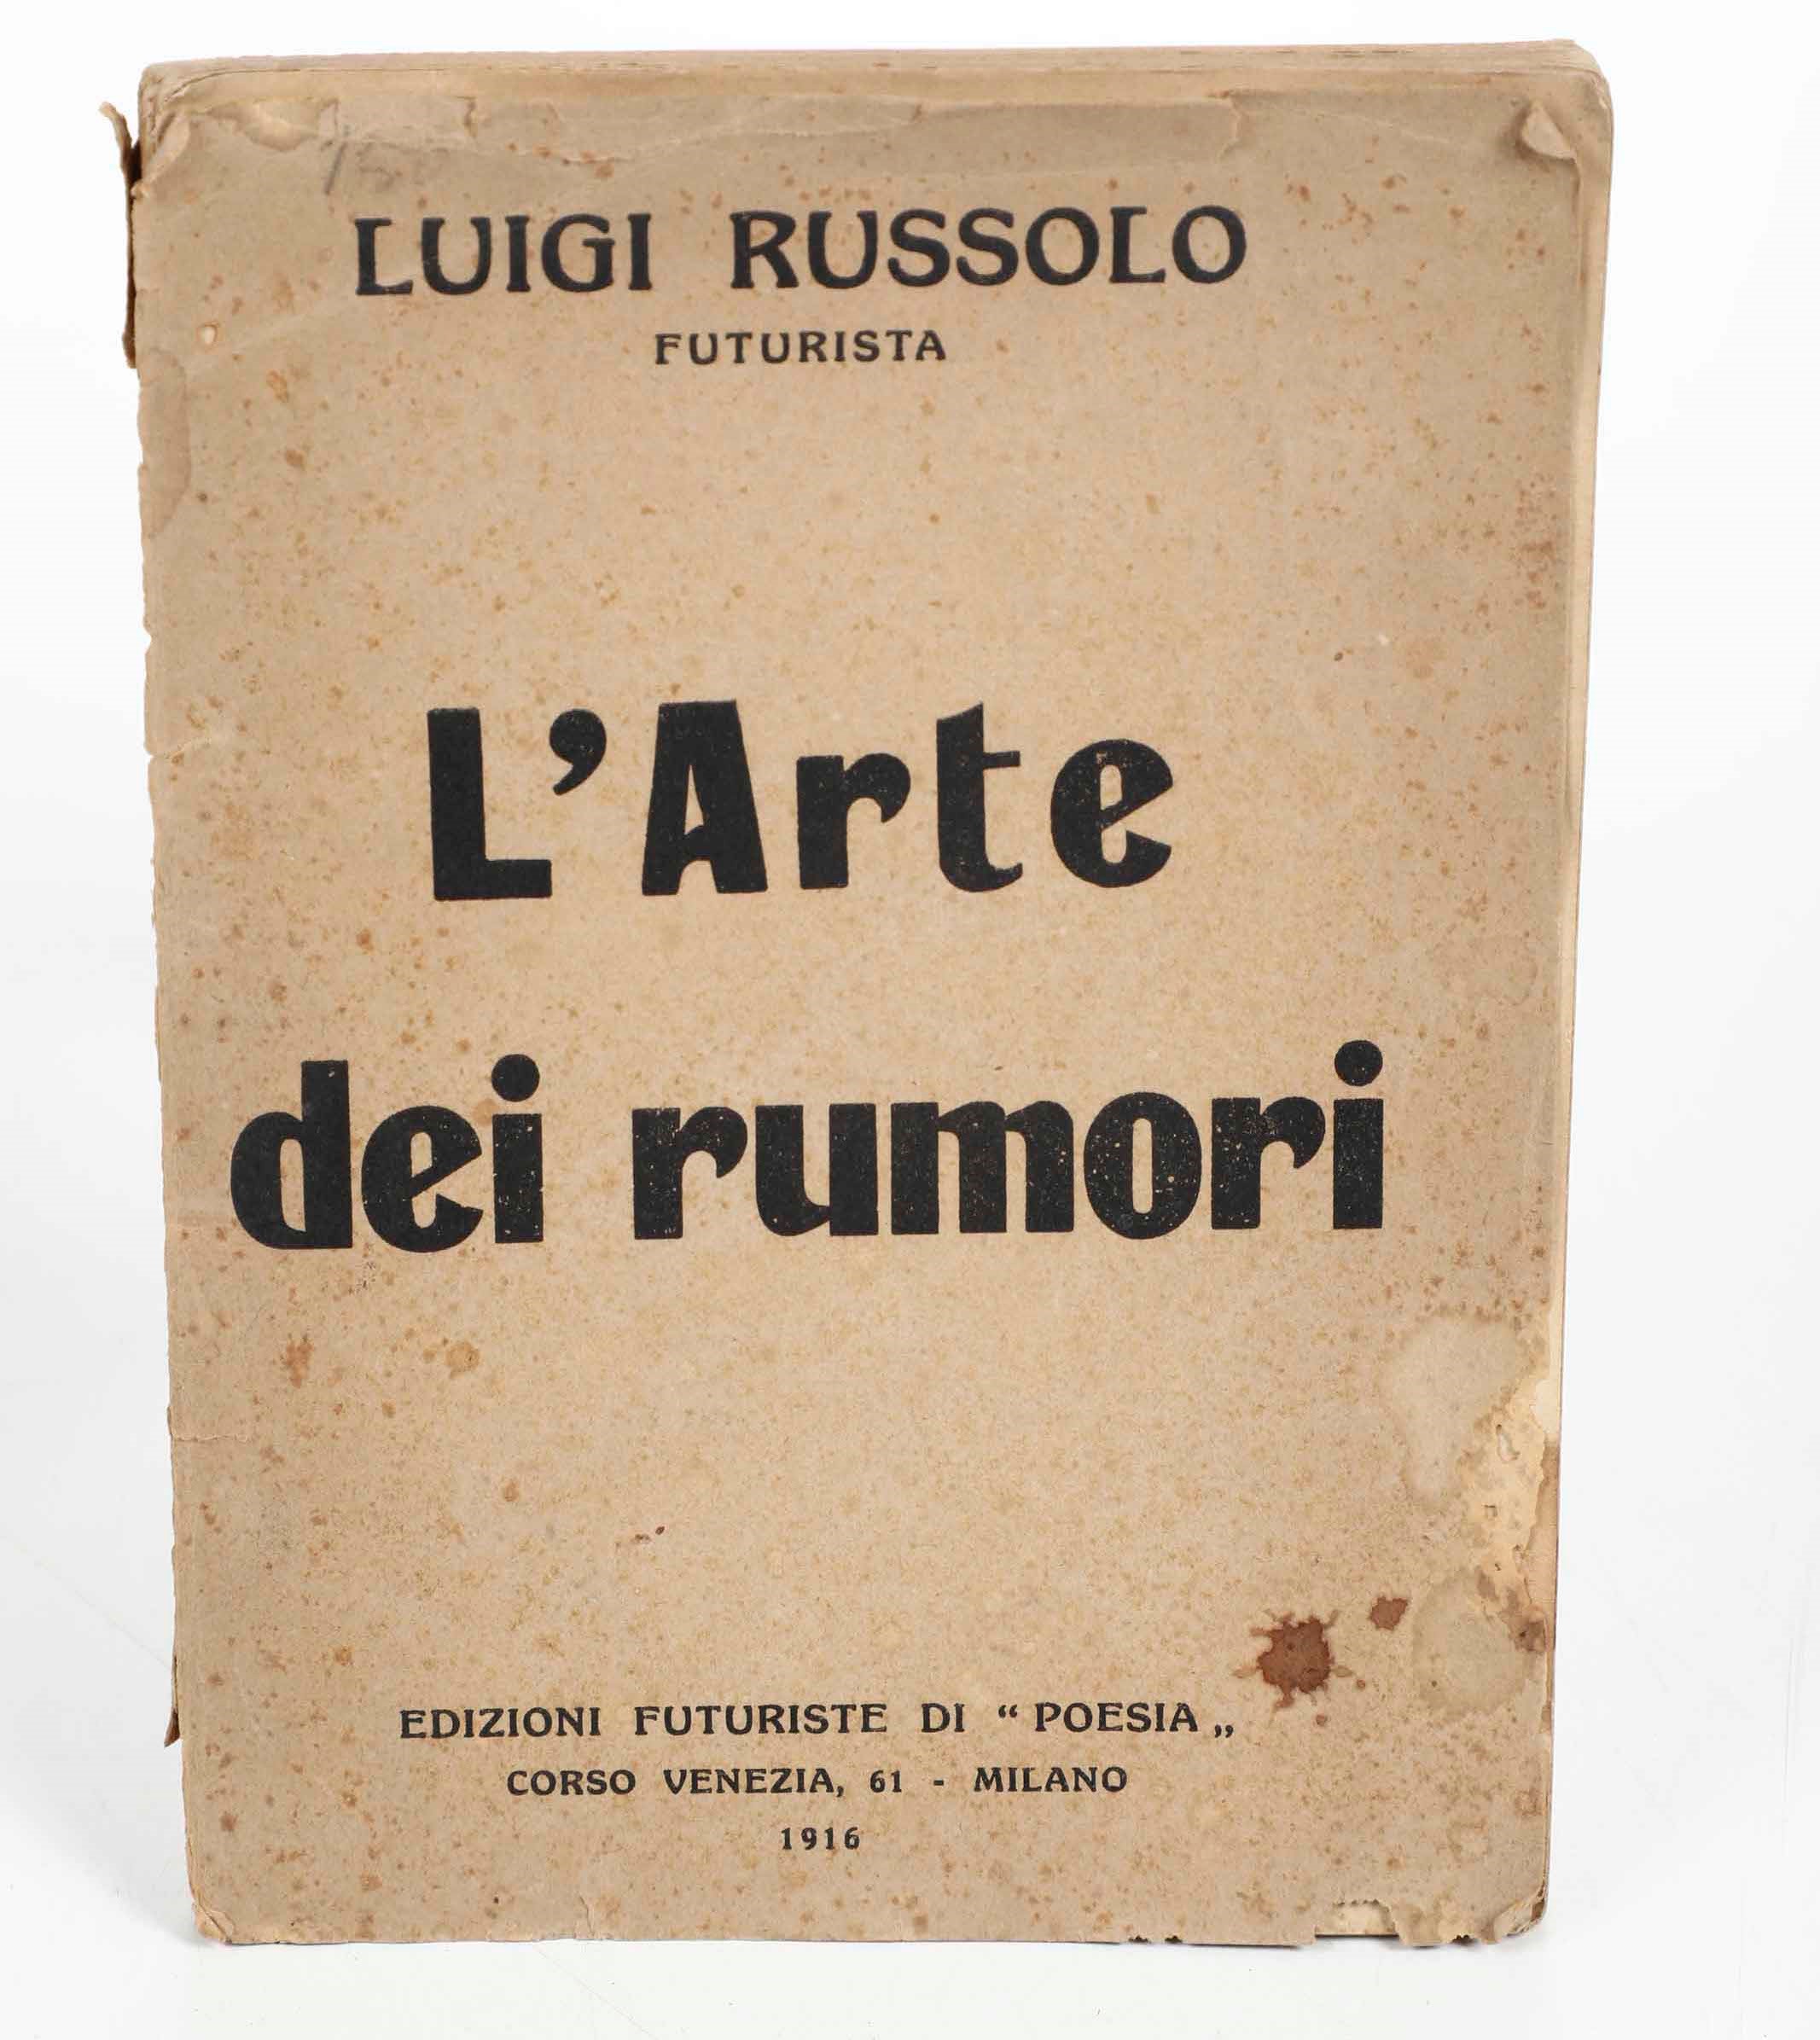 LUIGI RUSSOLO
FUTURISTA
L’Arte
dei rumori
EDIZIONI FUTURISTE DI “ POESIA „
CORSO VENEZIA, 61 - MILANO
1916